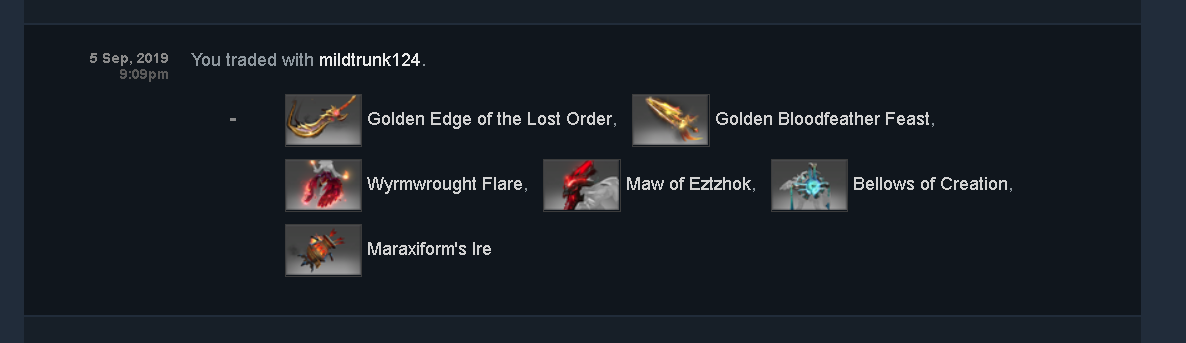 5 Sep, 2019 You traded with mildtrunk124.
9:09pm
- Golden Edge of the Lost Order, Golden Bloodfeather Feast,
Wyrmwrought Flare, Maw of Eztzhok, Bellows of Creation,
Maraxiform's Ire